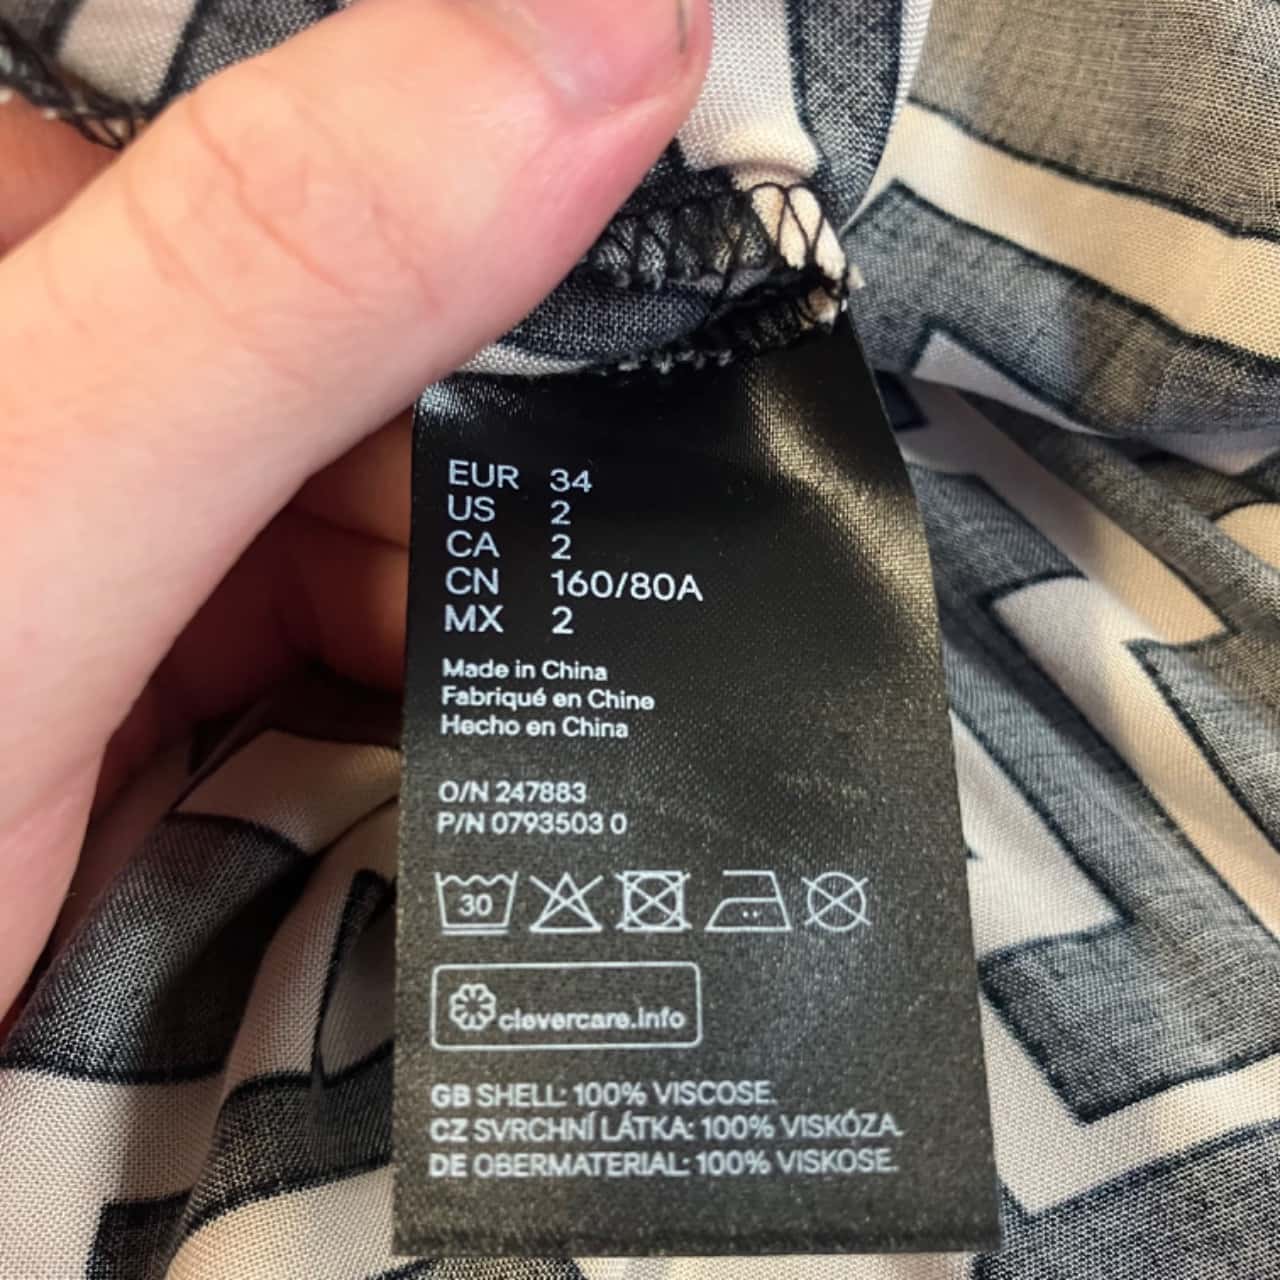 EUR 34
US 2
CA 2
CN 160/80A
MX 2
Made in China
Fabriqué en Chine
Hecho en China
O/N 247883
P/N 0793503 0
30
clevercare.info
GB SHELL: 100% VISCOSE.
CZ SVRCHNÍ LÁTKA: 100% VISKÓZA.
DE OBERMATERIAL: 100% VISKOSE.